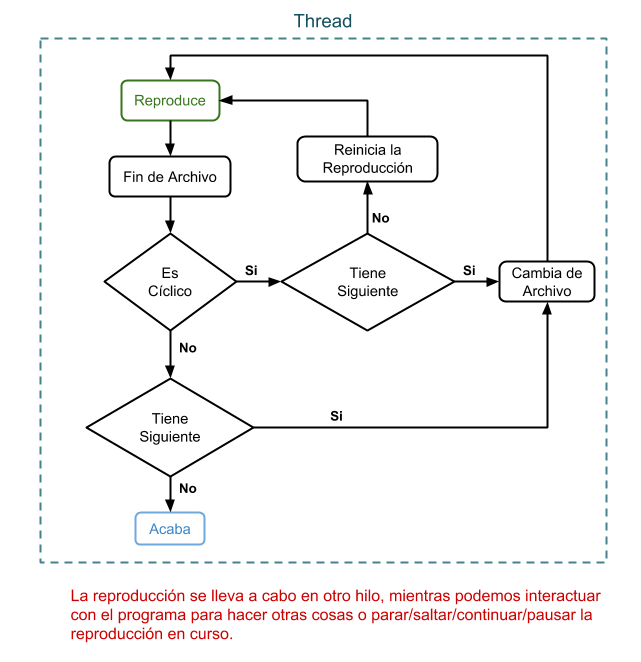 Thread
Reproduce
Reinicia la
Reproducción
Fin de Archivo
No
Es
Cíclico
Si
Tiene
Siguiente
Si
Cambia de
Archivo
No
Tiene
Siguiente
Si
No
Acaba
La reproducción se lleva a cabo en otro hilo, mientras podemos interactuar
con el programa para hacer otras cosas o parar/saltar/continuar/pausar la
reproducción en curso.